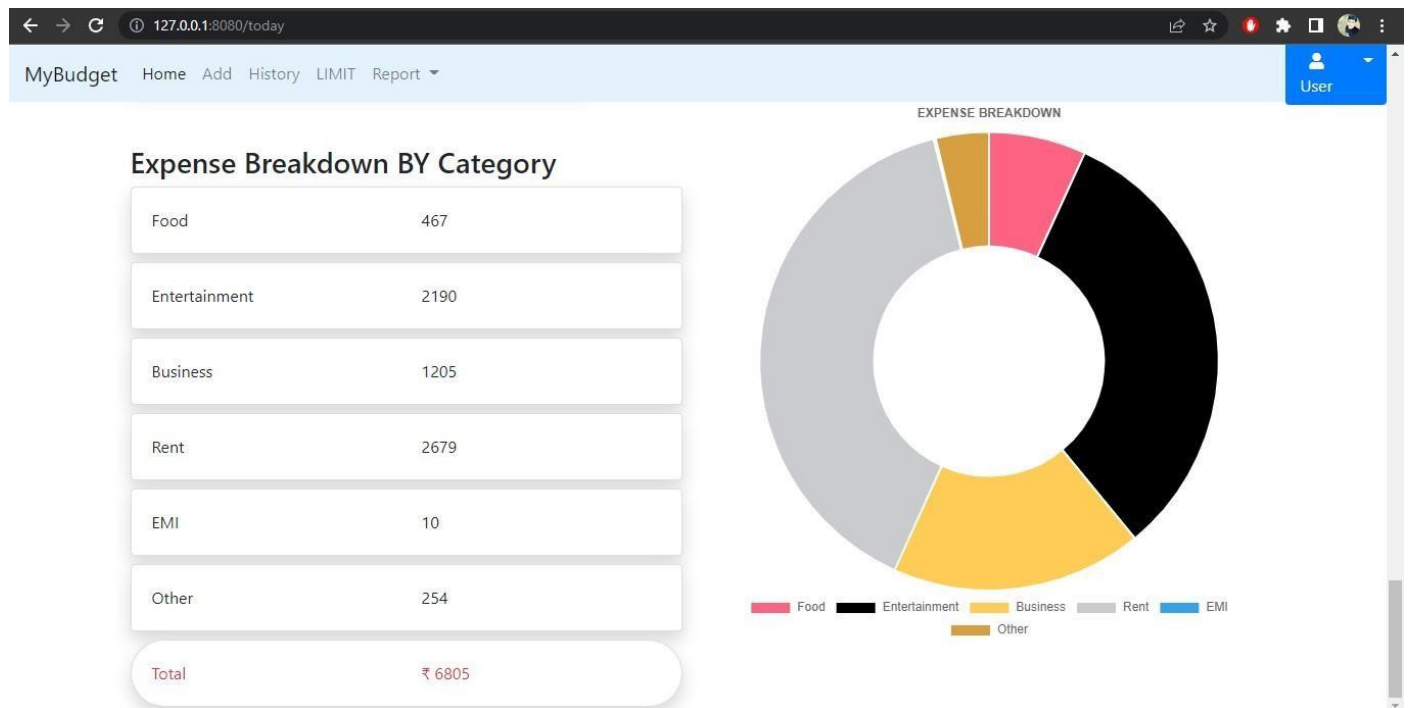 127.0.0.1:8080/today
MyBudget Home Add History LIMIT Report
User
Expense Breakdown BY Category
Food 467
Entertainment 2190
Business 1205
Rent 2679
EMI 10
Other 254
Total ₹ 6805
EXPENSE BREAKDOWN
Food Entertainment Business Rent EMI
Other